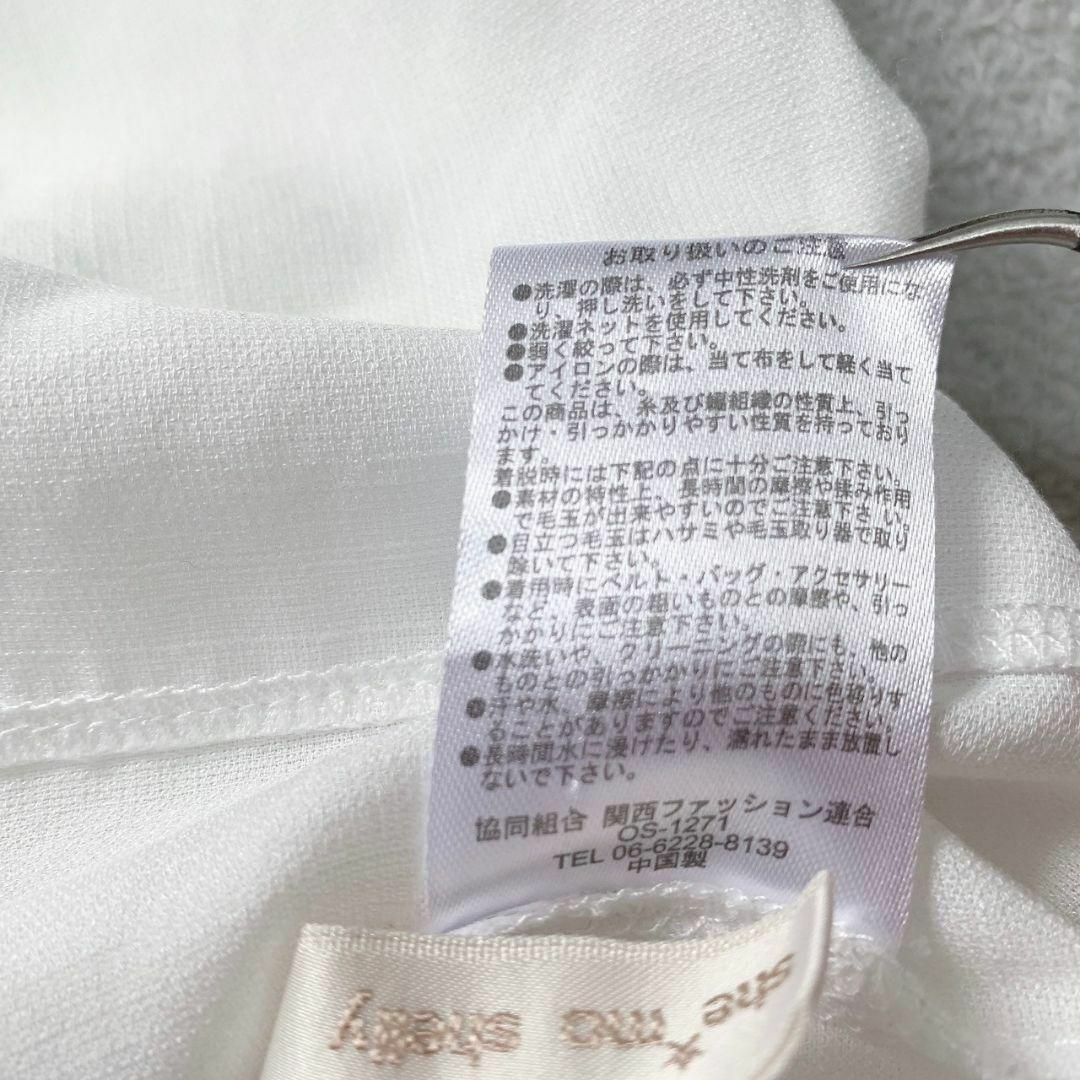 お取り扱いのご注意
●洗濯の際は、必ず中性洗剤をご使用にな
り、押し洗いをして下さい。
●洗濯ネットを使用してください。
●弱く絞って下さい。
●アイロンの際は、当て布をして軽く当て
てください。
この商品は、糸及び編組織の性質上、引っ
かけ・引っかかりやすい性質を持っており
ます。
着脱時には下記の点に十分ご注意下さい。
●素材の特性上、長時間の摩擦や揉み作用
で毛玉が出来やすいのでご注意下さい。
●目立つ毛玉はハサミや毛玉取り器で取り
除いて下さい。
●着用時にベルト・バッグ・アクセサリー
など、表面の粗いものとの摩擦や、引っ
かかりにご注意下さい。
●水洗いや、クリーニングの際にも、他の
ものとの引っかかりにご注意下さい。
●汗や水、摩擦により他のものに色移りす
ることがありますのでご注意ください。
●長時間水に浸けたり、濡れたまま放置し
ないで下さい。
協同組合 関西ファッション連合
OS-1271
TEL 06-6228-8139
中国製